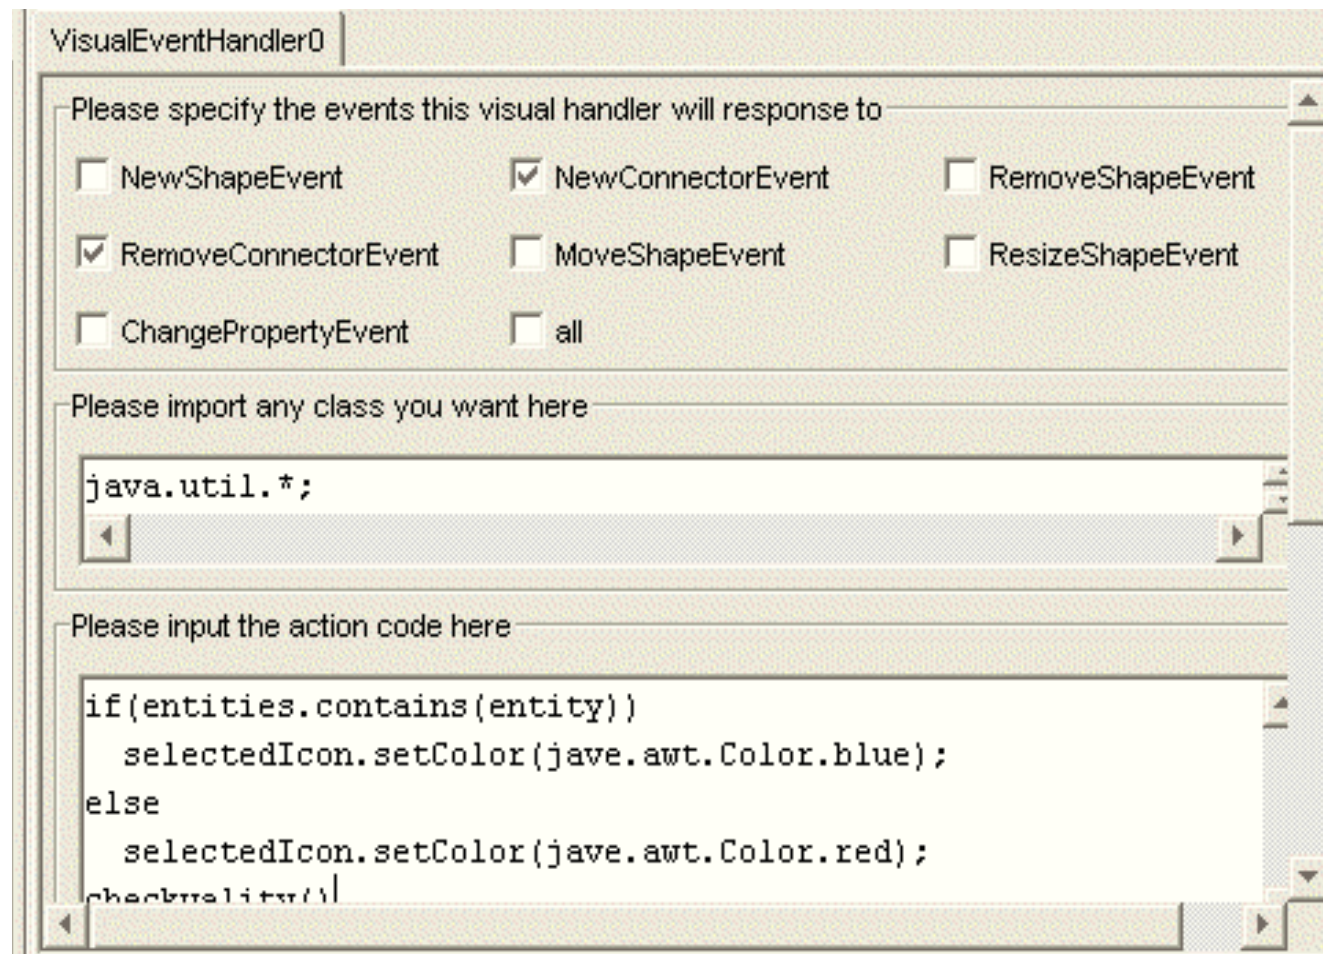 VisualEventHandler0
Please specify the events this visual handler will response to
NewShapeEvent NewConnectorEvent RemoveShapeEvent
RemoveConnectorEvent MoveShapeEvent ResizeShapeEvent
ChangePropertyEvent all
Please import any class you want here
java.util.*;
Please input the action code here
if(entities.contains(entity))
selectedIcon.setColor(jave.awt.Color.blue);
else
selectedIcon.setColor(jave.awt.Color.red);